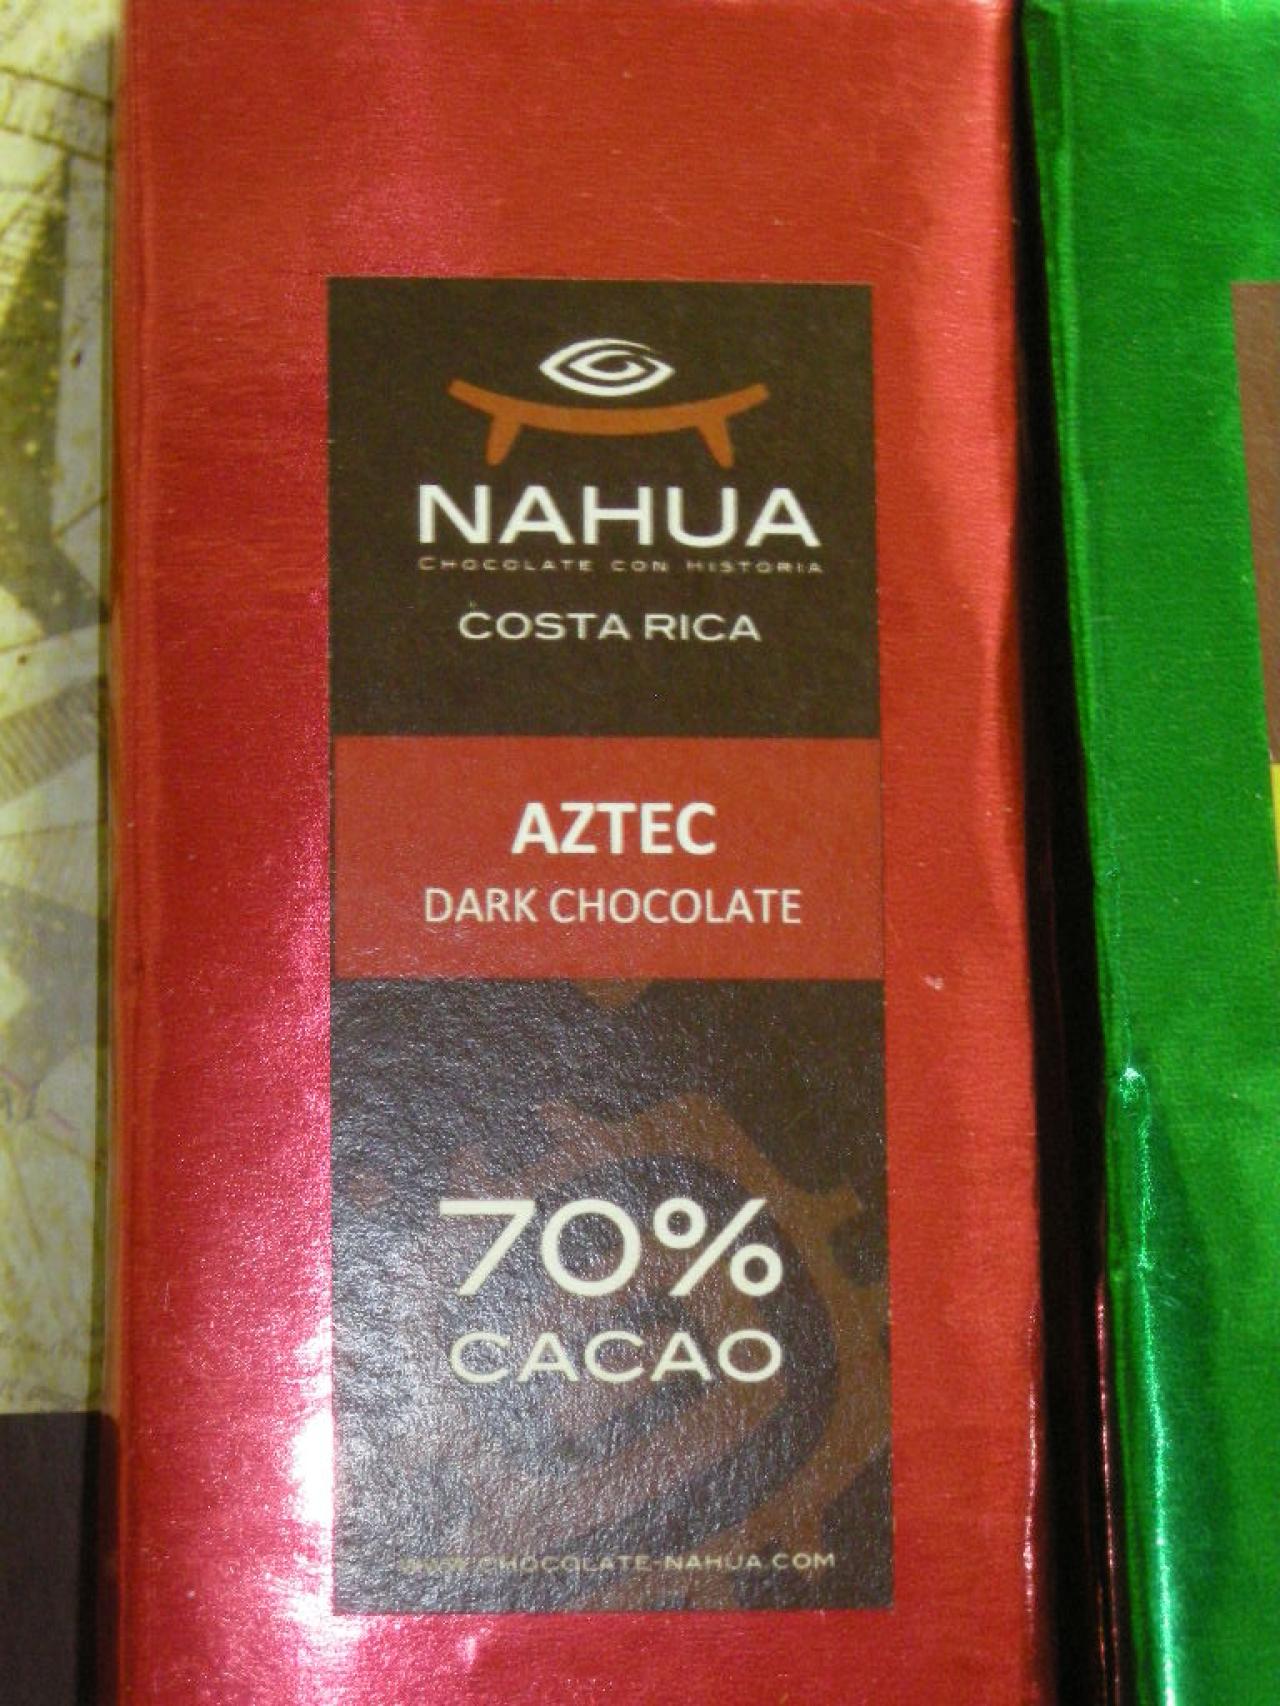 NAHUA
CHOCOLATE CON HISTORIA
COSTA RICA
AZTEC
DARK CHOCOLATE
70%
CACAO
WWW.CHOCOLATE-NAHUA.COM